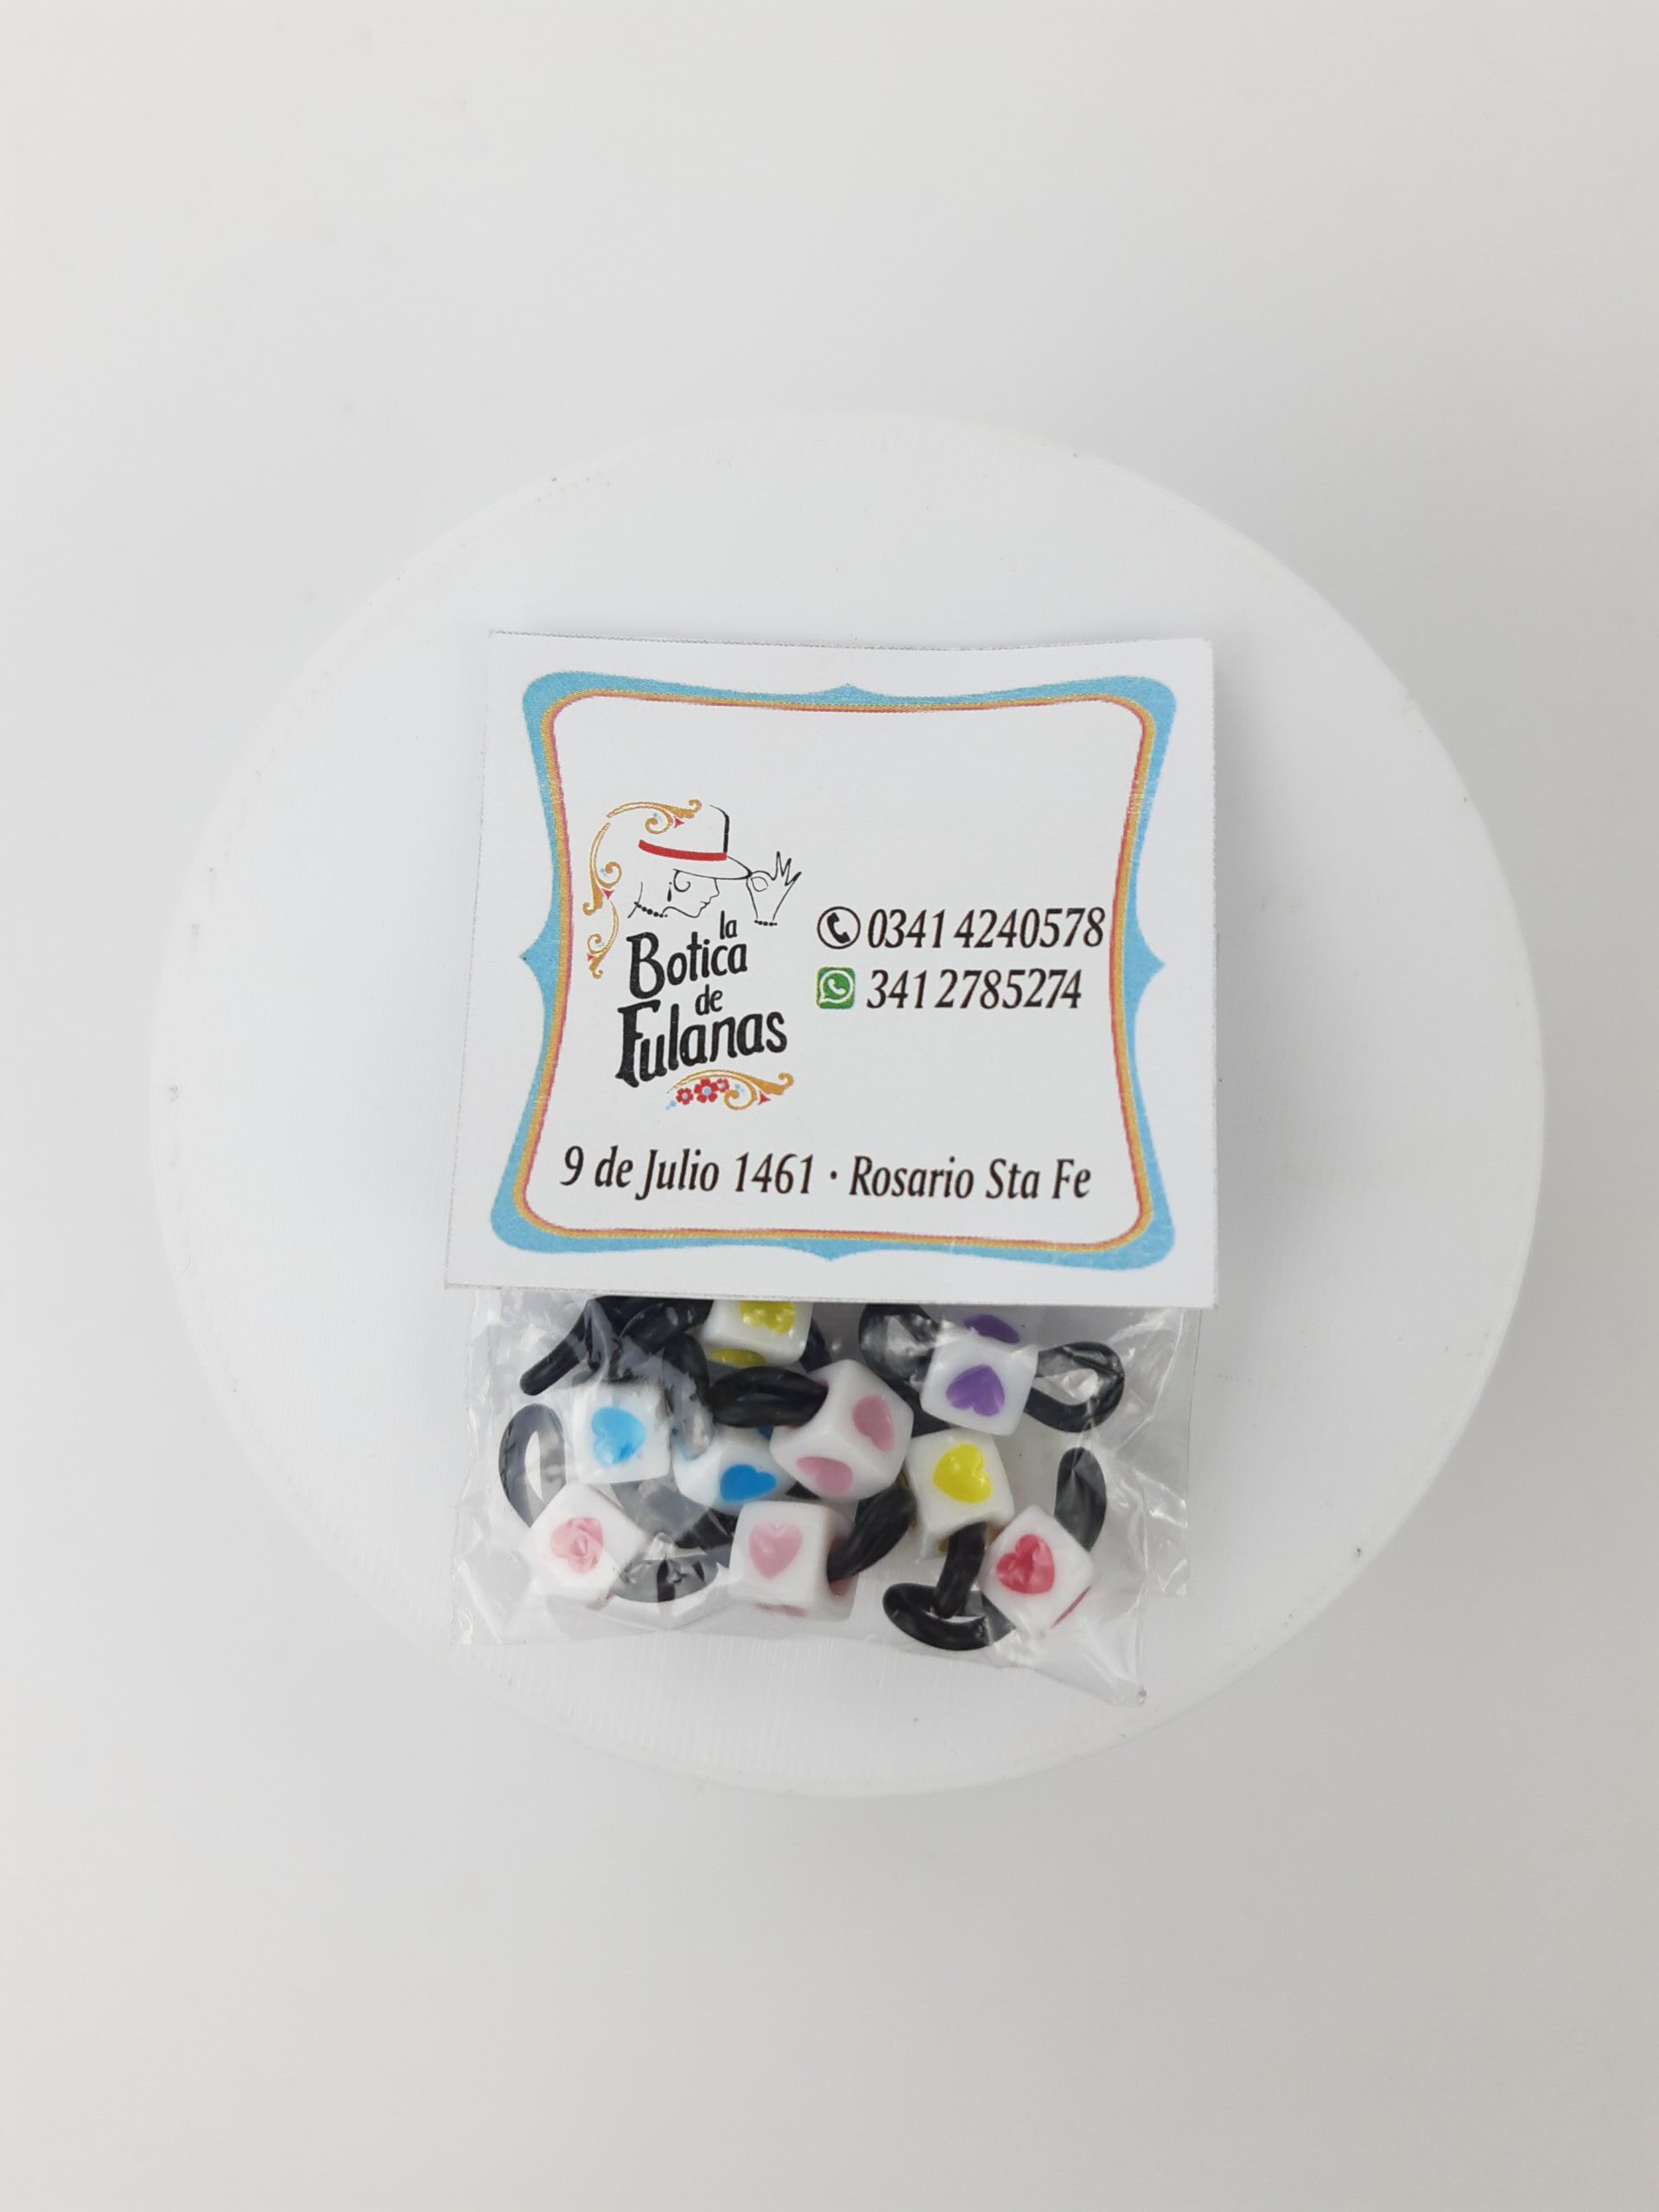 la
Botica
de
Fulanas
0341 4240578
341 2785274
9 de Julio 1461 · Rosario Sta Fe